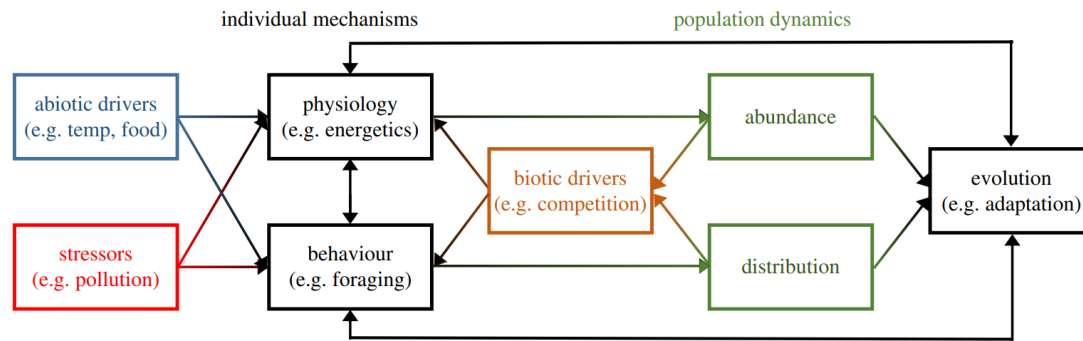 individual mechanisms
population dynamics
abiotic drivers
(e.g. temp, food)
physiology
(e.g. energetics)
abundance
biotic drivers
(e.g. competition)
evolution
(e.g. adaptation)
stressors
(e.g. pollution)
behaviour
(e.g. foraging)
distribution